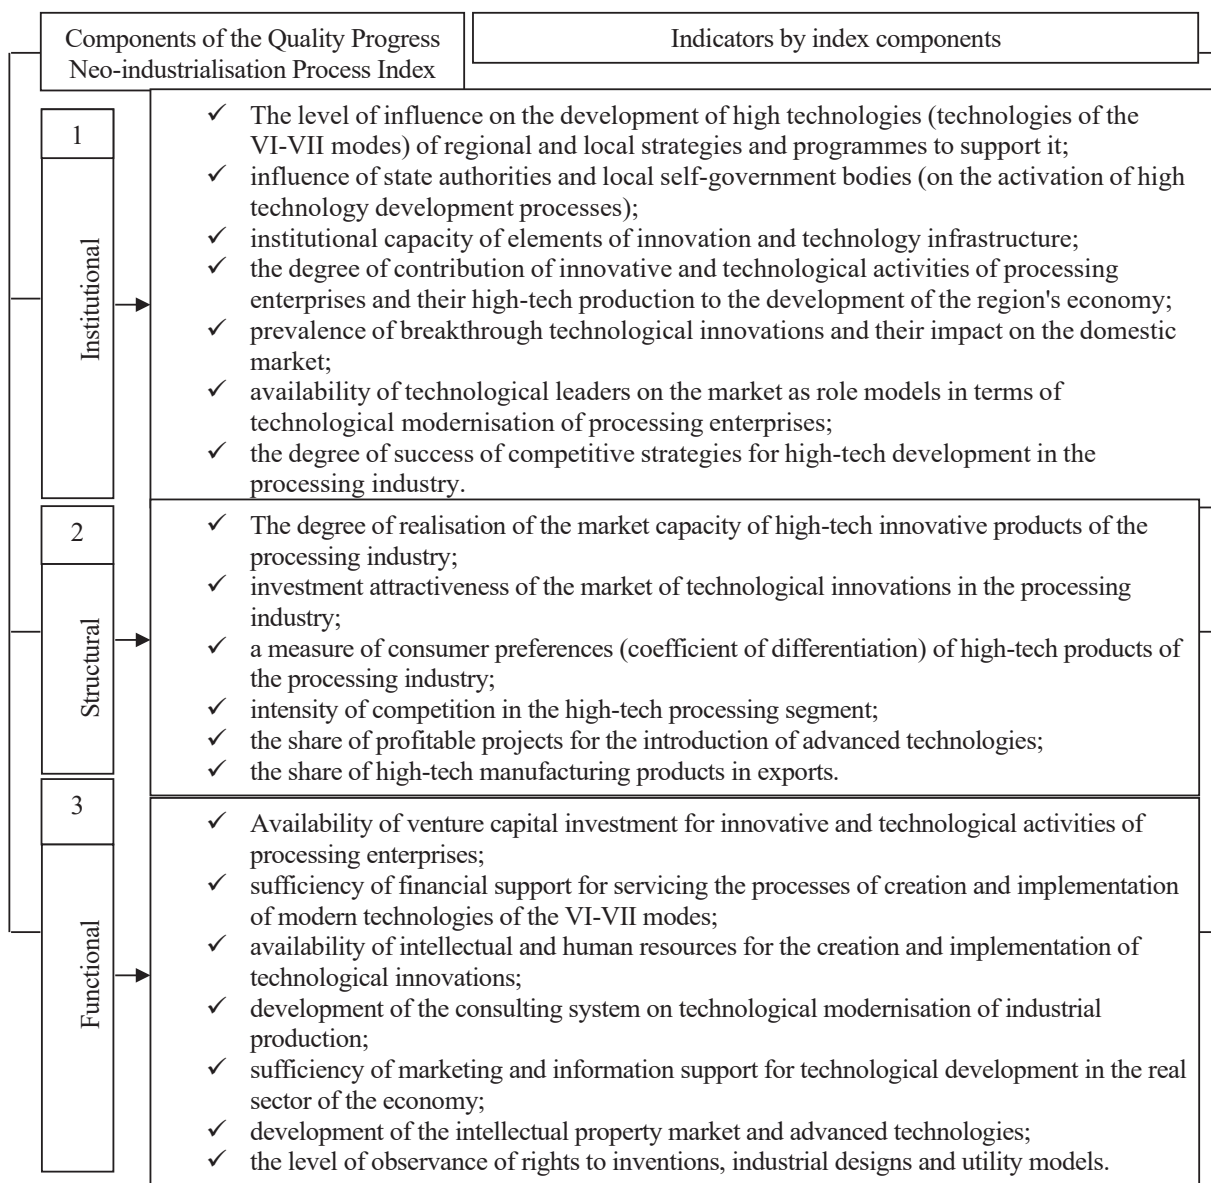 Components of the Quality Progress
Neo-industrialisation Process Index
Indicators by index components
1
Institutional
✓ The level of influence on the development of high technologies (technologies of the
VI-VII modes) of regional and local strategies and programmes to support it;
✓ influence of state authorities and local self-government bodies (on the activation of high
technology development processes);
✓ institutional capacity of elements of innovation and technology infrastructure;
✓ the degree of contribution of innovative and technological activities of processing
enterprises and their high-tech production to the development of the region's economy;
✓ prevalence of breakthrough technological innovations and their impact on the domestic
market;
✓ availability of technological leaders on the market as role models in terms of
technological modernisation of processing enterprises;
✓ the degree of success of competitive strategies for high-tech development in the
processing industry.
2
Structural
✓ The degree of realisation of the market capacity of high-tech innovative products of the
processing industry;
✓ investment attractiveness of the market of technological innovations in the processing
industry;
✓ a measure of consumer preferences (coefficient of differentiation) of high-tech products of
the processing industry;
✓ intensity of competition in the high-tech processing segment;
✓ the share of profitable projects for the introduction of advanced technologies;
✓ the share of high-tech manufacturing products in exports.
3
Functional
✓ Availability of venture capital investment for innovative and technological activities of
processing enterprises;
✓ sufficiency of financial support for servicing the processes of creation and implementation
of modern technologies of the VI-VII modes;
✓ availability of intellectual and human resources for the creation and implementation of
technological innovations;
✓ development of the consulting system on technological modernisation of industrial
production;
✓ sufficiency of marketing and information support for technological development in the real
sector of the economy;
✓ development of the intellectual property market and advanced technologies;
✓ the level of observance of rights to inventions, industrial designs and utility models.